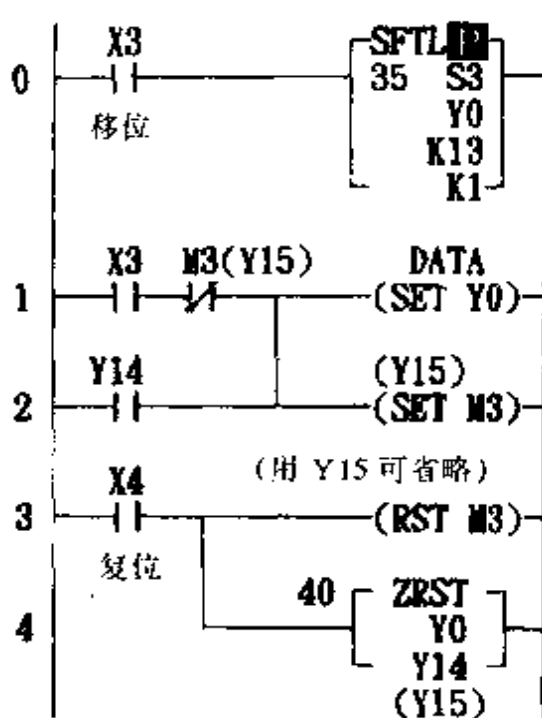 X3
SFTL P
0
35 S3
移位
Y0
K13
K1
X3 M3(Y15) DATA
1
(SET Y0)
Y14 (Y15)
2
(SET M3)
(用 Y15 可省略)
X4
3
(RST M3)
复位
40 ZRST
4
Y0
Y14
(Y15)